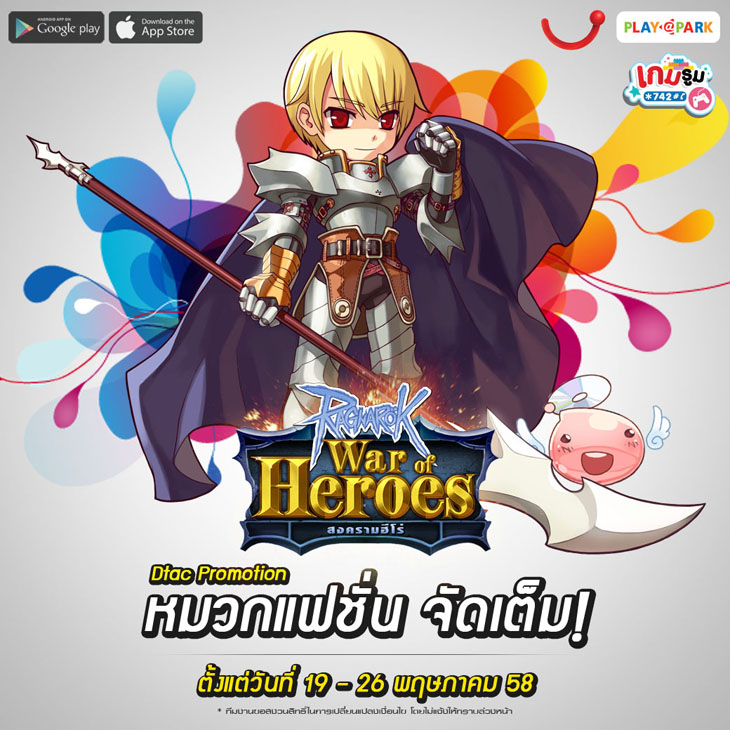 ANDROID APP ON
Google play
Download on the
App Store
PLAY@PARK
เกมรูม
*742#
RAGNARÖK
War of
Heroes
สงครามฮีโร่
Dtac Promotion
หมวกแฟชั่น จัดเต็ม!
ตั้งแต่วันที่ 19 - 26 พฤษภาคม 58
* ทีมงานขอสงวนสิทธิ์ในการเปลี่ยนแปลงเงื่อนไข โดยไม่แจ้งให้ทราบล่วงหน้า